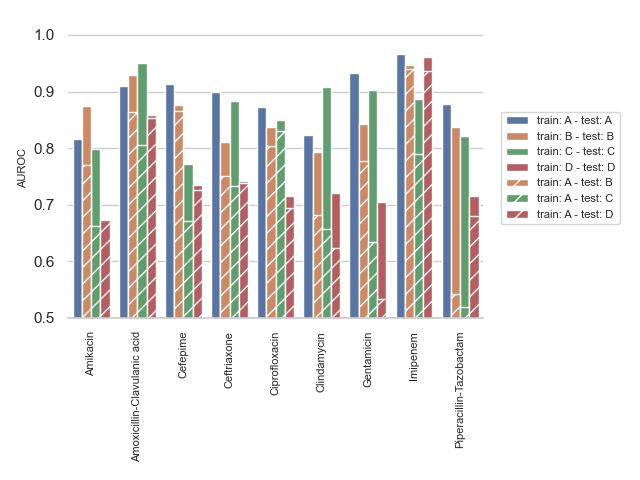 1.0
0.9
0.8
0.7
0.6
0.5
AUROC
Amikacin
Amoxicillin-Clavulanic acid
Cefepime
Ceftriaxone
Ciprofloxacin
Clindamycin
Gentamicin
Imipenem
Piperacillin-Tazobactam
train: A - test: A
train: B - test: B
train: C - test: C
train: D - test: D
train: A - test: B
train: A - test: C
train: A - test: D